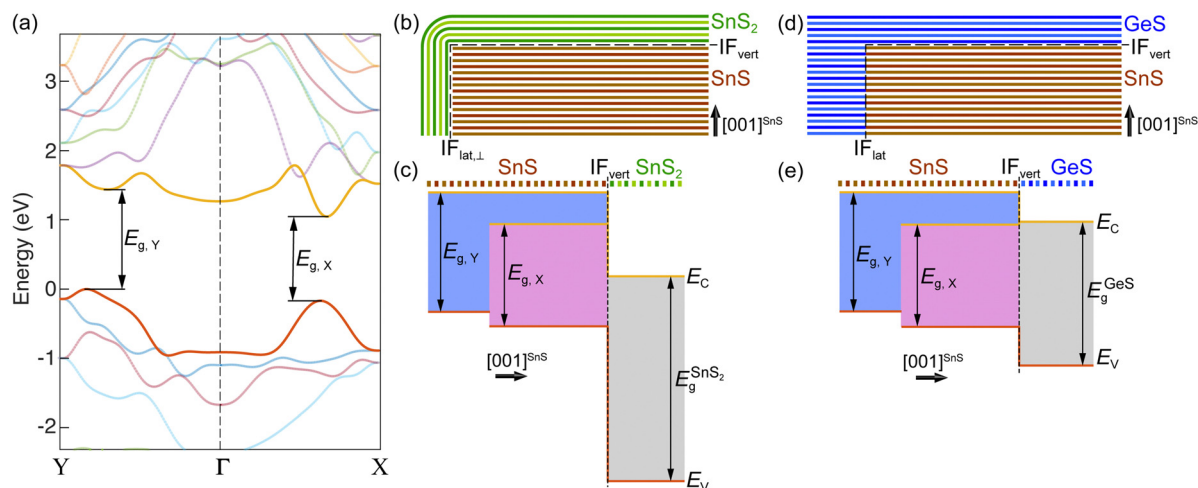 (a)
Energy (eV)
3
2
1
0
-1
-2
E_g, Y
E_g, X
Y
Γ
X
(b)
SnS₂
IF_vert
SnS
[001]^SnS
IF_lat,⊥
(c)
SnS
IF_vert
SnS₂
E_g, Y
E_g, X
E_C
E_g^SnS₂
[001]^SnS
E_V
(d)
GeS
IF_vert
SnS
[001]^SnS
IF_lat
(e)
SnS
IF_vert
GeS
E_g, Y
E_g, X
E_C
E_g^GeS
[001]^SnS
E_V